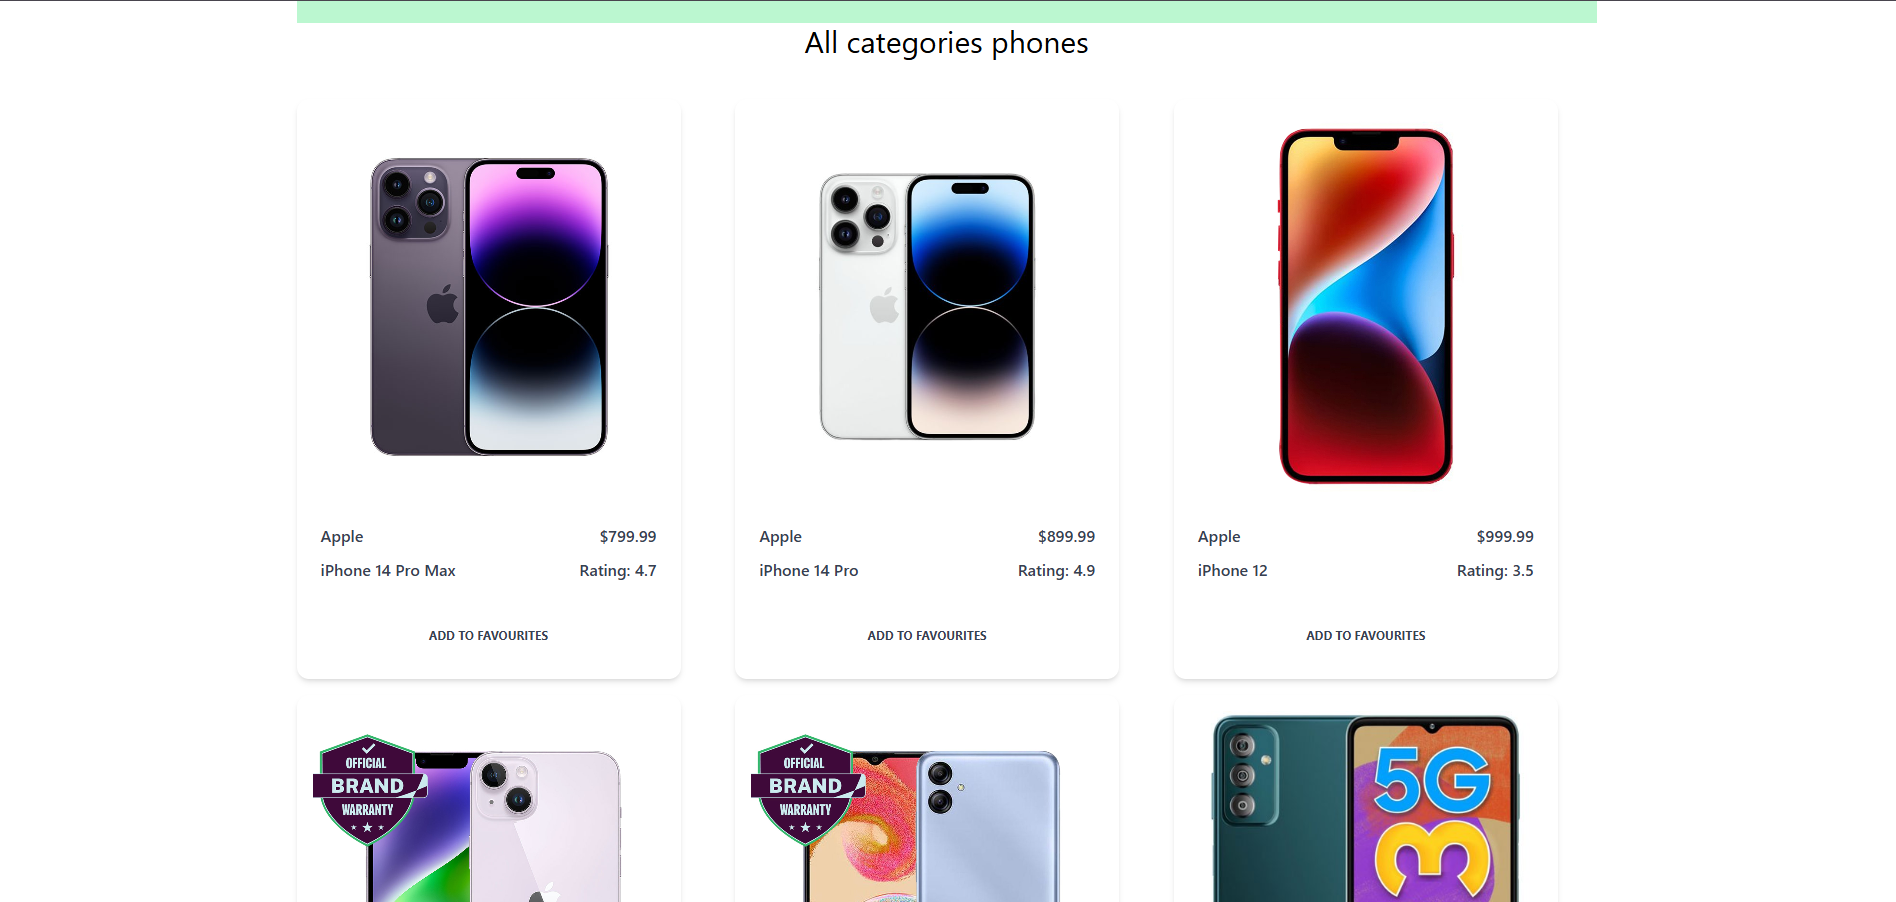 All categories phones
Apple $799.99
iPhone 14 Pro Max Rating: 4.7
ADD TO FAVOURITES
Apple $899.99
iPhone 14 Pro Rating: 4.9
ADD TO FAVOURITES
Apple $999.99
iPhone 12 Rating: 3.5
ADD TO FAVOURITES
OFFICIAL
BRAND
WARRANTY
OFFICIAL
BRAND
WARRANTY
5G
M